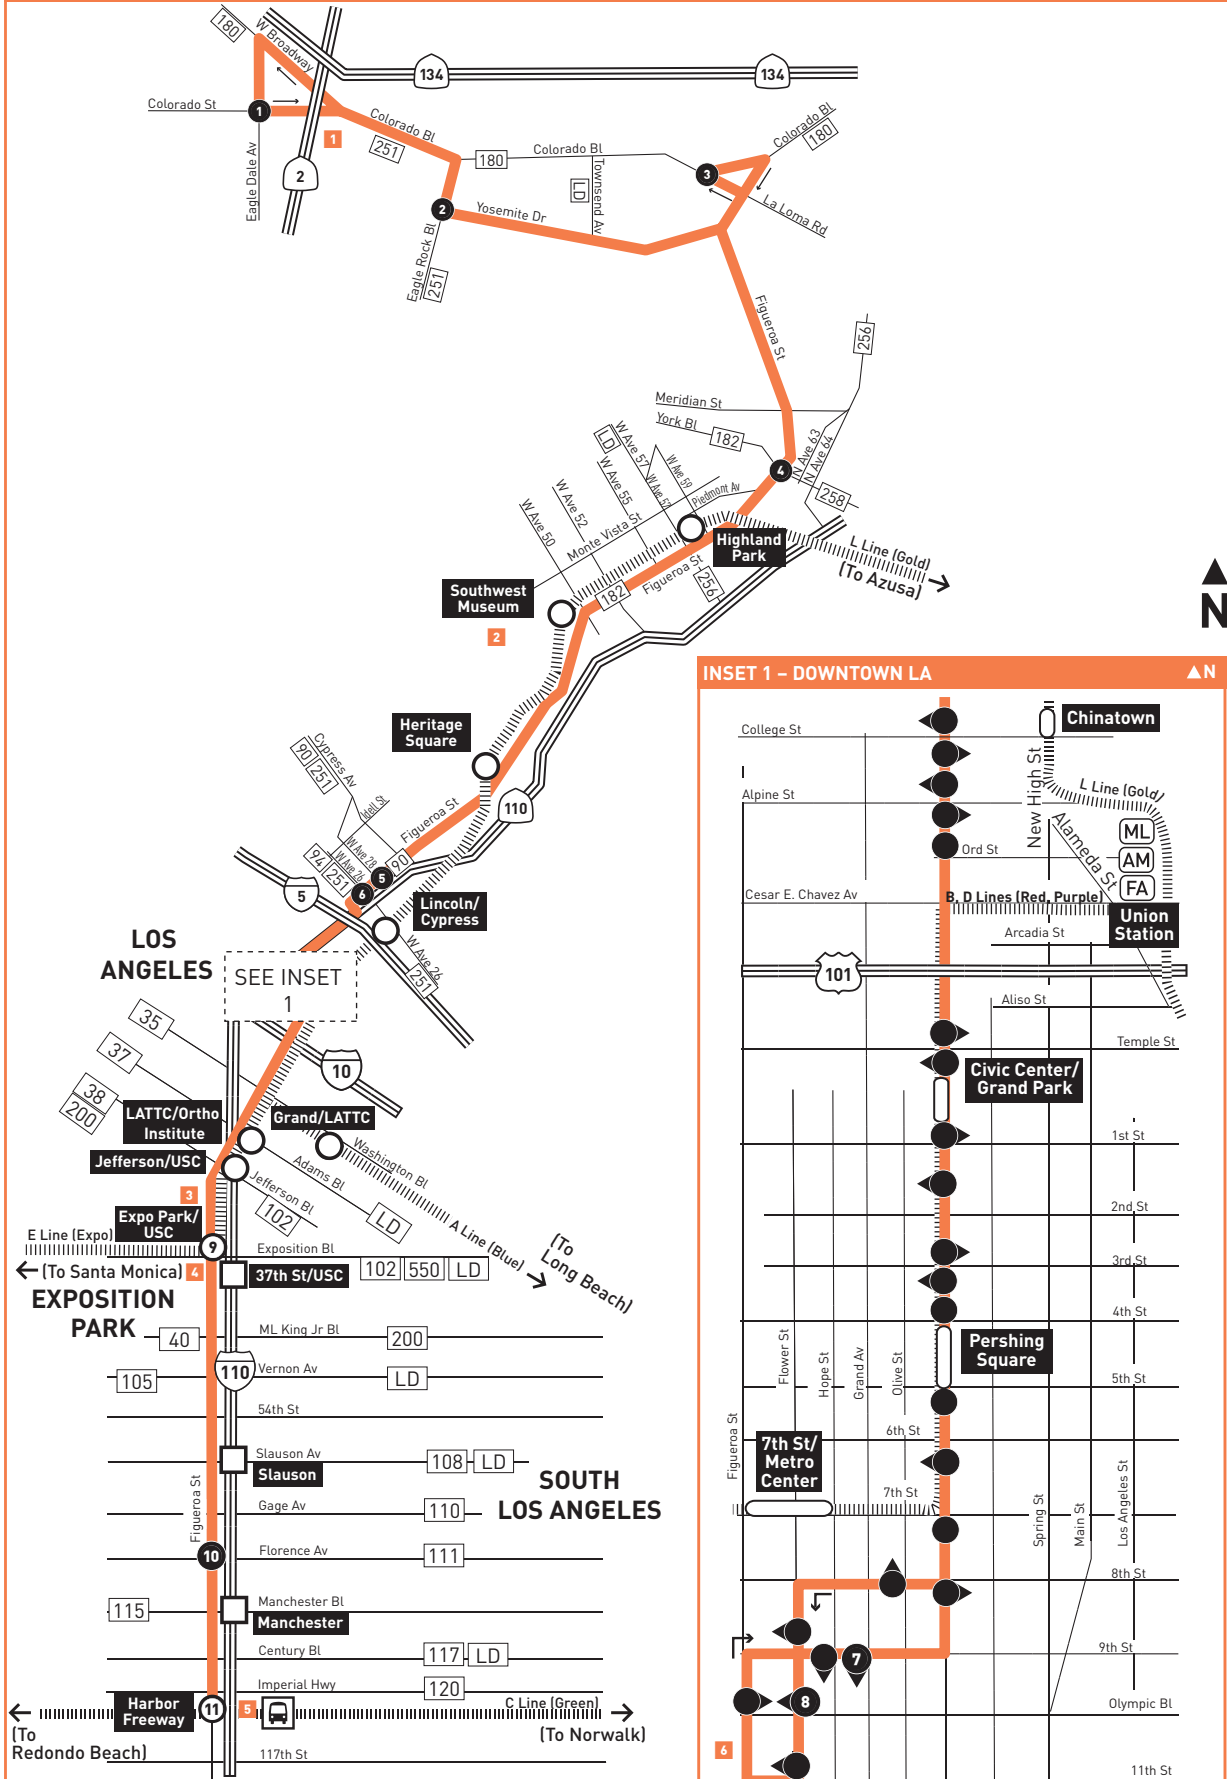 180
W Broadway
134
134
Colorado St
1
1
Colorado Bl
251
2
Eagle Dale Av
180
Colorado Bl
Townsend Av
LD
3
Colorado Bl
180
La Loma Rd
2
Yosemite Dr
Eagle Rock Bl
251
Figueroa St
256
Meridian St
York Bl
182
4
N Ave 63
N Ave 64
258
LD
W Ave 57
W Ave 59
W Ave 57
W Ave 55
W Ave 52
W Ave 50
Piedmont Av
Monte Vista St
Highland
Park
L Line (Gold)
(To Azusa)
Figueroa St
256
182
Southwest
Museum
2
N
Heritage
Square
Cypress Av
90
251
Idell St
Figueroa St
110
W Ave 28
W Ave 26
94
251
90
5
6
5
Lincoln/
Cypress
W Ave 26
251
LOS
ANGELES
SEE INSET
1
35
37
38
200
10
LATTC/Ortho
Institute
Grand/LATTC
Jefferson/USC
Washington Bl
Adams Bl
Jefferson Bl
102
LD
3
Expo Park/
USC
A Line (Blue)
(To
Long Beach)
E Line (Expo)
9
Exposition Bl
(To Santa Monica)
4
37th St/USC
102
550
LD
EXPOSITION
PARK
40
ML King Jr Bl
200
110
105
Vernon Av
LD
54th St
Slauson Av
Slauson
108
LD
SOUTH
LOS ANGELES
Figueroa St
Gage Av
110
10
Florence Av
111
115
Manchester Bl
Manchester
Century Bl
117
LD
Imperial Hwy
120
Harbor
Freeway
11
5
C Line (Green)
(To
Redondo Beach)
(To Norwalk)
117th St
INSET 1 – DOWNTOWN LA
N
Chinatown
College St
New High St
L Line (Gold)
Alpine St
Alameda St
ML
AM
FA
Ord St
Cesar E. Chavez Av
B, D Lines (Red, Purple)
Union
Station
Arcadia St
101
Aliso St
Temple St
Civic Center/
Grand Park
1st St
2nd St
3rd St
4th St
Pershing
Square
Flower St
Hope St
Grand Av
Olive St
5th St
Figueroa St
6th St
7th St/
Metro
Center
7th St
Spring St
Main St
Los Angeles St
8th St
9th St
7
8
Olympic Bl
6
11th St